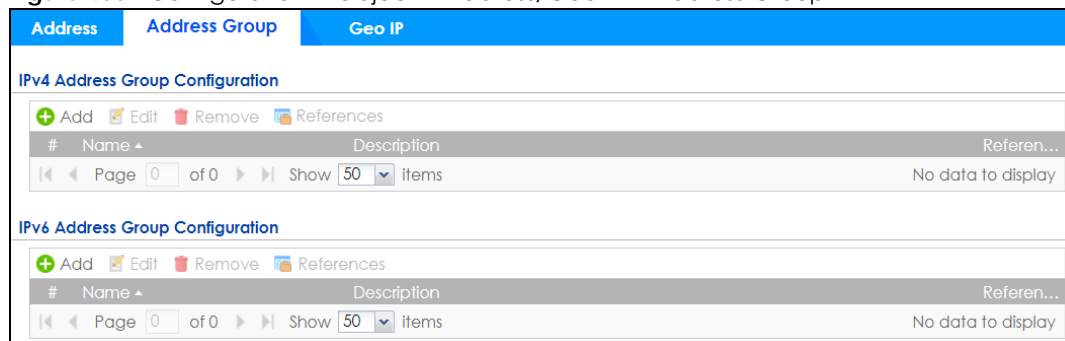 Address Address Group Geo IP
IPv4 Address Group Configuration
Add Edit Remove References
# Name Description Referen...
Page 0 of 0 Show 50 items No data to display
IPv6 Address Group Configuration
Add Edit Remove References
# Name Description Referen...
Page 0 of 0 Show 50 items No data to display